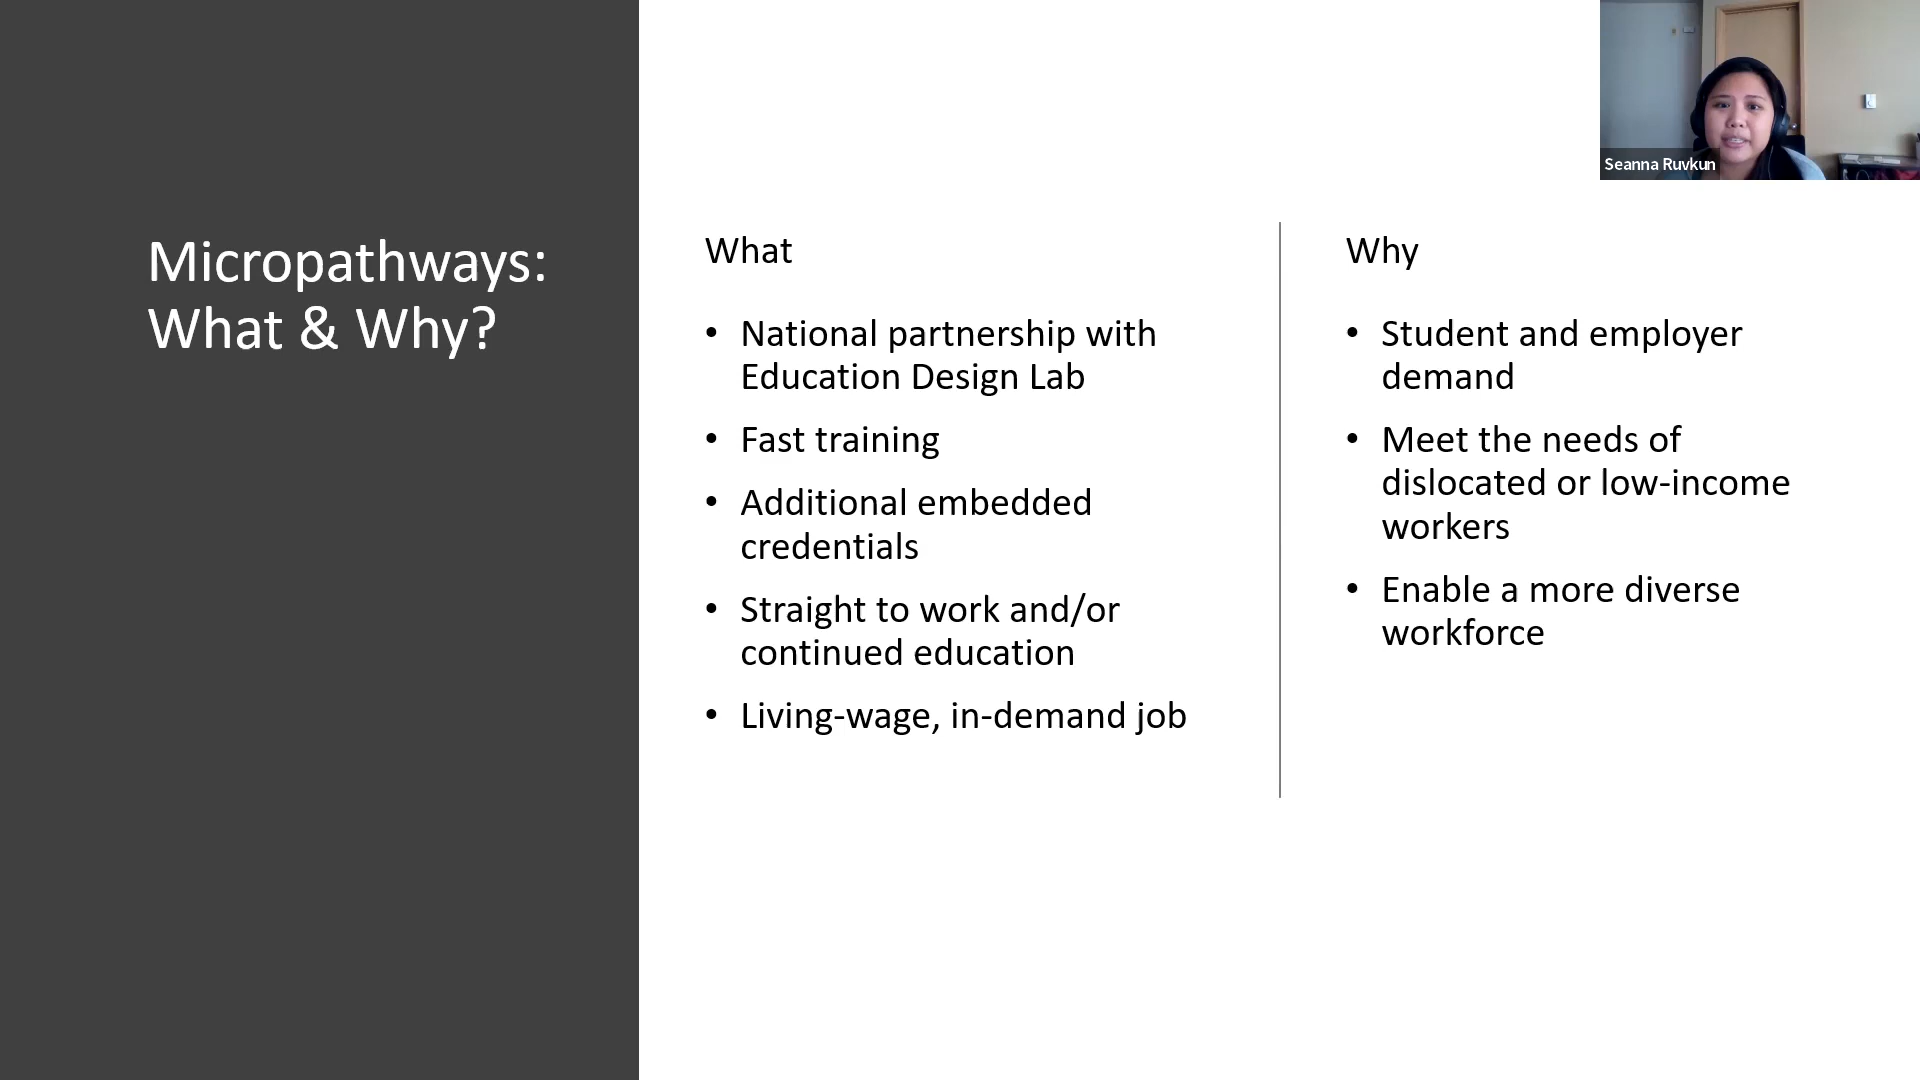 Micropathways:
What & Why?
What
• National partnership with
Education Design Lab
• Fast training
• Additional embedded
credentials
• Straight to work and/or
continued education
• Living-wage, in-demand job
Why
• Student and employer
demand
• Meet the needs of
dislocated or low-income
workers
• Enable a more diverse
workforce
Seanna Ruvkun